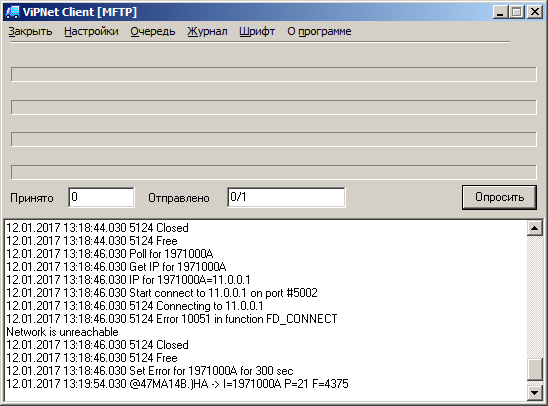 ViPNet Client [MFTP]
Закрыть Настройки Очередь Журнал Шрифт О программе
Принято 0 Отправлено 0/1 Опросить
12.01.2017 13:18:44.030 5124 Closed
12.01.2017 13:18:44.030 5124 Free
12.01.2017 13:18:46.030 Poll for 1971000A
12.01.2017 13:18:46.030 Get IP for 1971000A
12.01.2017 13:18:46.030 IP for 1971000A=11.0.0.1
12.01.2017 13:18:46.030 Start connect to 11.0.0.1 on port #5002
12.01.2017 13:18:46.030 5124 Connecting to 11.0.0.1
12.01.2017 13:18:46.030 5124 Error 10051 in function FD_CONNECT
Network is unreachable
12.01.2017 13:18:46.030 5124 Closed
12.01.2017 13:18:46.030 5124 Free
12.01.2017 13:18:46.030 Set Error for 1971000A for 300 sec
12.01.2017 13:19:54.030 @47MA14B.)HA -> I=1971000A P=21 F=4375